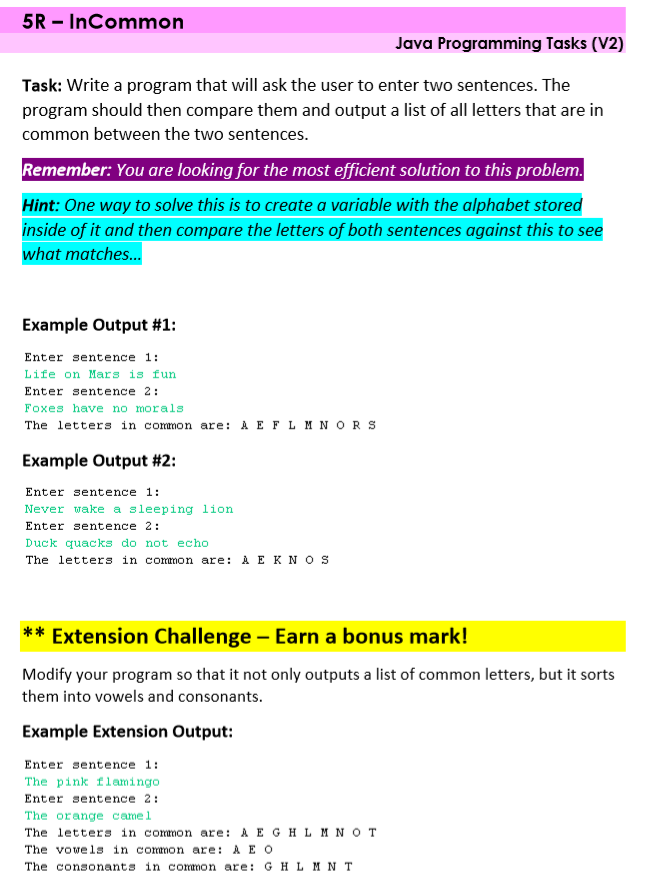 5R – InCommon
Java Programming Tasks (V2)
Task: Write a program that will ask the user to enter two sentences. The
program should then compare them and output a list of all letters that are in
common between the two sentences.
Remember: You are looking for the most efficient solution to this problem.
Hint: One way to solve this is to create a variable with the alphabet stored
inside of it and then compare the letters of both sentences against this to see
what matches...
Example Output #1:
Enter sentence 1:
Life on Mars is fun
Enter sentence 2:
Foxes have no morals
The letters in common are: A E F L M N O R S
Example Output #2:
Enter sentence 1:
Never wake a sleeping lion
Enter sentence 2:
Duck quacks do not echo
The letters in common are: A E K N O S
** Extension Challenge – Earn a bonus mark!
Modify your program so that it not only outputs a list of common letters, but it sorts
them into vowels and consonants.
Example Extension Output:
Enter sentence 1:
The pink flamingo
Enter sentence 2:
The orange camel
The letters in common are: A E G H L M N O T
The vowels in common are: A E O
The consonants in common are: G H L M N T